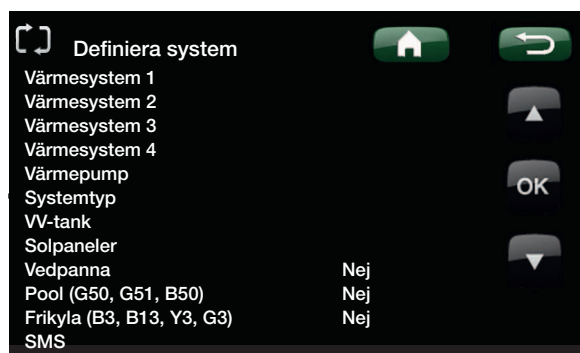 Definiera system
Värmesystem 1
Värmesystem 2
Värmesystem 3
Värmesystem 4
Värmepump
OK
Systemtyp
VV-tank
Solpaneler
Vedpanna Nej
Pool (G50, G51, B50) Nej
Frikyla (B3, B13, Y3, G3) Nej
SMS